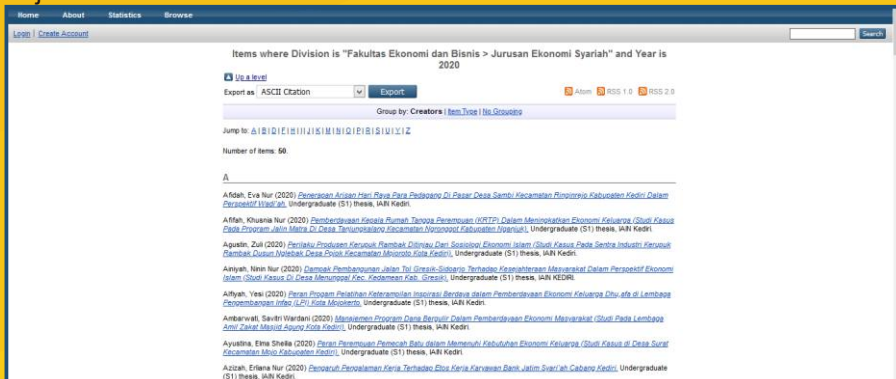 Home About Statistics Browse
Login | Create Account Search
Items where Division is "Fakultas Ekonomi dan Bisnis > Jurusan Ekonomi Syariah" and Year is
2020
Up a level
Export as ASCII Citation Export Atom RSS 1.0 RSS 2.0
Group by: Creators | Item Type | No Grouping
Jump to: A | B | D | F | H | I | J | K | M | N | O | P | R | S | U | Y | Z
Number of items: 50.
A
Afidah, Eva Nur (2020) Penerapan Arisan Hari Raya Para Pedagang Di Pasar Desa Sambi Kecamatan Ringinrejo Kabupaten Kediri Dalam
Perspektif Wadi'ah. Undergraduate (S1) thesis, IAIN Kediri.
Afifah, Khusnia Nur (2020) Pemberdayaan Kepala Rumah Tangga Perempuan (KRTP) Dalam Meningkatkan Ekonomi Keluarga (Studi Kasus
Pada Program Jalin Matra Di Desa Tanjungkalang Kecamatan Ngronggot Kabupaten Nganjuk). Undergraduate (S1) thesis, IAIN Kediri.
Agustin, Zuli (2020) Perilaku Produsen Kerupuk Rambak Ditinjau Dari Sosiologi Ekonomi Islam (Studi Kasus Pada Sentra Industri Kerupuk
Rambak Dusun Nglebak Desa Pojok Kecamatan Mojoroto Kota Kediri). Undergraduate (S1) thesis, IAIN Kediri.
Ainiyah, Ninin Nur (2020) Dampak Pembangunan Jalan Tol Gresik-Sidoarjo Terhadap Kesejahteraan Masyarakat Dalam Perspektif Ekonomi
Islam (Studi Kasus Di Desa Menunggal Kec. Kedamean Kab. Gresik). Undergraduate (S1) thesis, IAIN KEDIRI.
Alfiyah, Yesi (2020) Peran Progam Pelatihan Keterampilan Inspirasi Berdaya dalam Pemberdayaan Ekonomi Keluarga Dhu,afa di Lembaga
Pengembangan Infaq (LPI) Kota Mojokerto. Undergraduate (S1) thesis, IAIN Kediri.
Ambarwati, Savitri Wardani (2020) Manajemen Program Dana Bergulir Dalam Pemberdayaan Ekonomi Masyarakat (Studi Pada Lembaga
Amil Zakat Masjid Agung Kota Kediri). Undergraduate (S1) thesis, IAIN Kediri.
Ayustina, Elma Sheila (2020) Peran Perempuan Pemecah Batu dalam Memenuhi Kebutuhan Ekonomi Keluarga (Studi Kasus di Desa Surat
Kecamatan Mojo Kabupaten Kediri). Undergraduate (S1) thesis, IAIN Kediri.
Azizah, Erliana Nur (2020) Pengaruh Pengalaman Kerja Terhadap Etos Kerja Karyawan Bank Jatim Syari'ah Cabang Kediri. Undergraduate
(S1) thesis, IAIN Kediri.